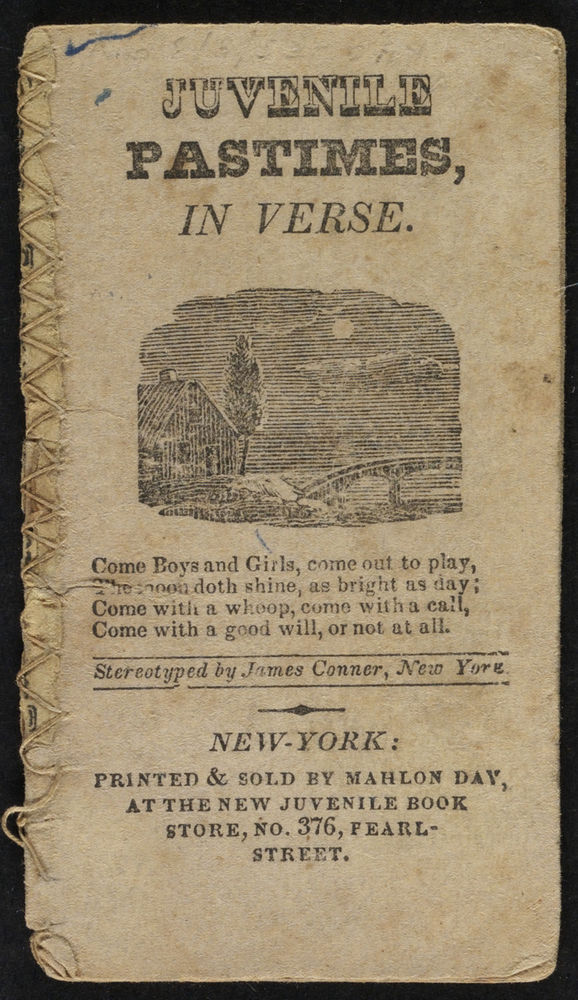 JUVENILE
PASTIMES,
IN VERSE.
Come Boys and Girls, come out to play,
The moon doth shine, as bright as day;
Come with a whoop, come with a call,
Come with a good will, or not at all.
Stereotyped by James Conner, New York.
NEW-YORK:
PRINTED & SOLD BY MAHLON DAY,
AT THE NEW JUVENILE BOOK
STORE, NO. 376, PEARL-
STREET.